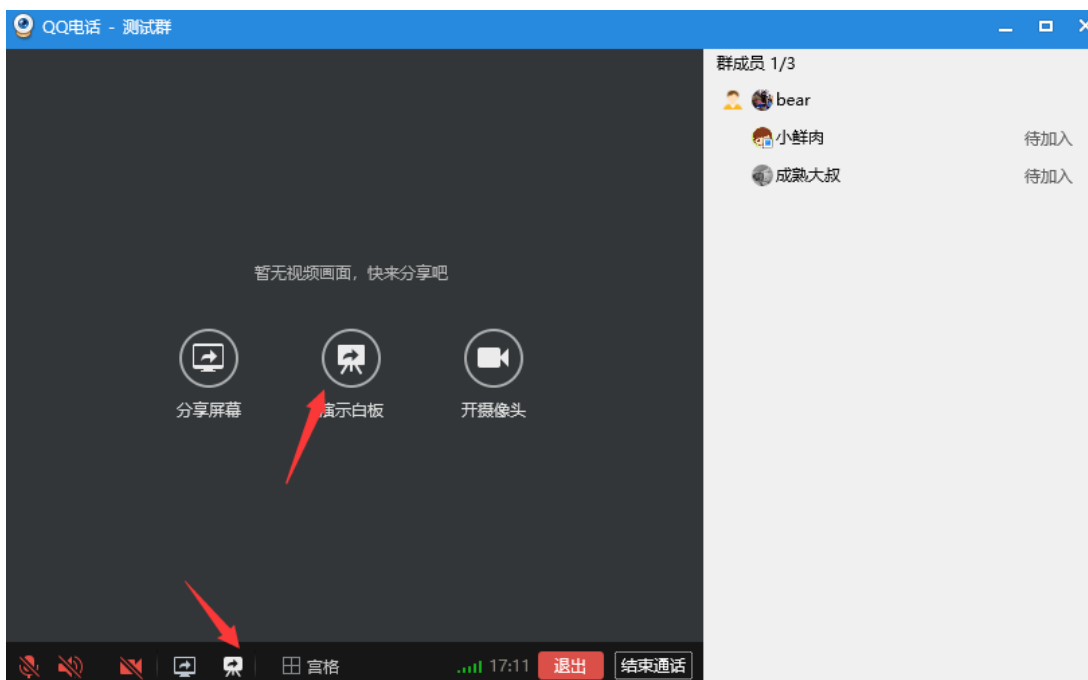 QQ电话 - 测试群
群成员 1/3
bear
小鲜肉 待加入
成熟大叔 待加入
暂无视频画面，快来分享吧
分享屏幕 演示白板 开摄像头
宫格 17:11 退出 结束通话